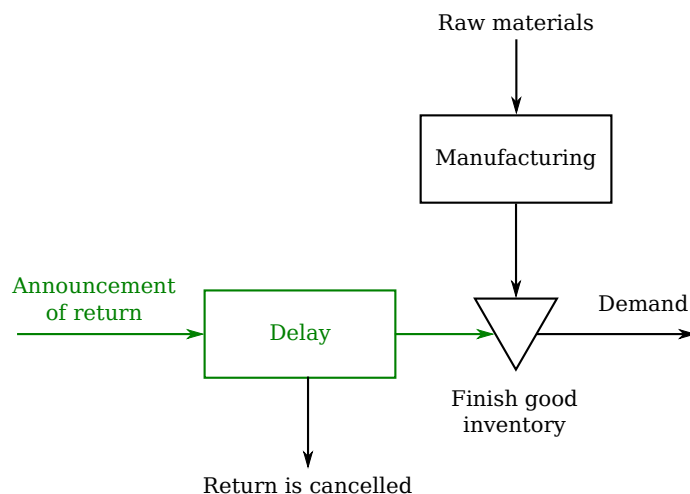 Raw materials
Manufacturing
Announcement
of return
Delay
Demand
Finish good
inventory
Return is cancelled